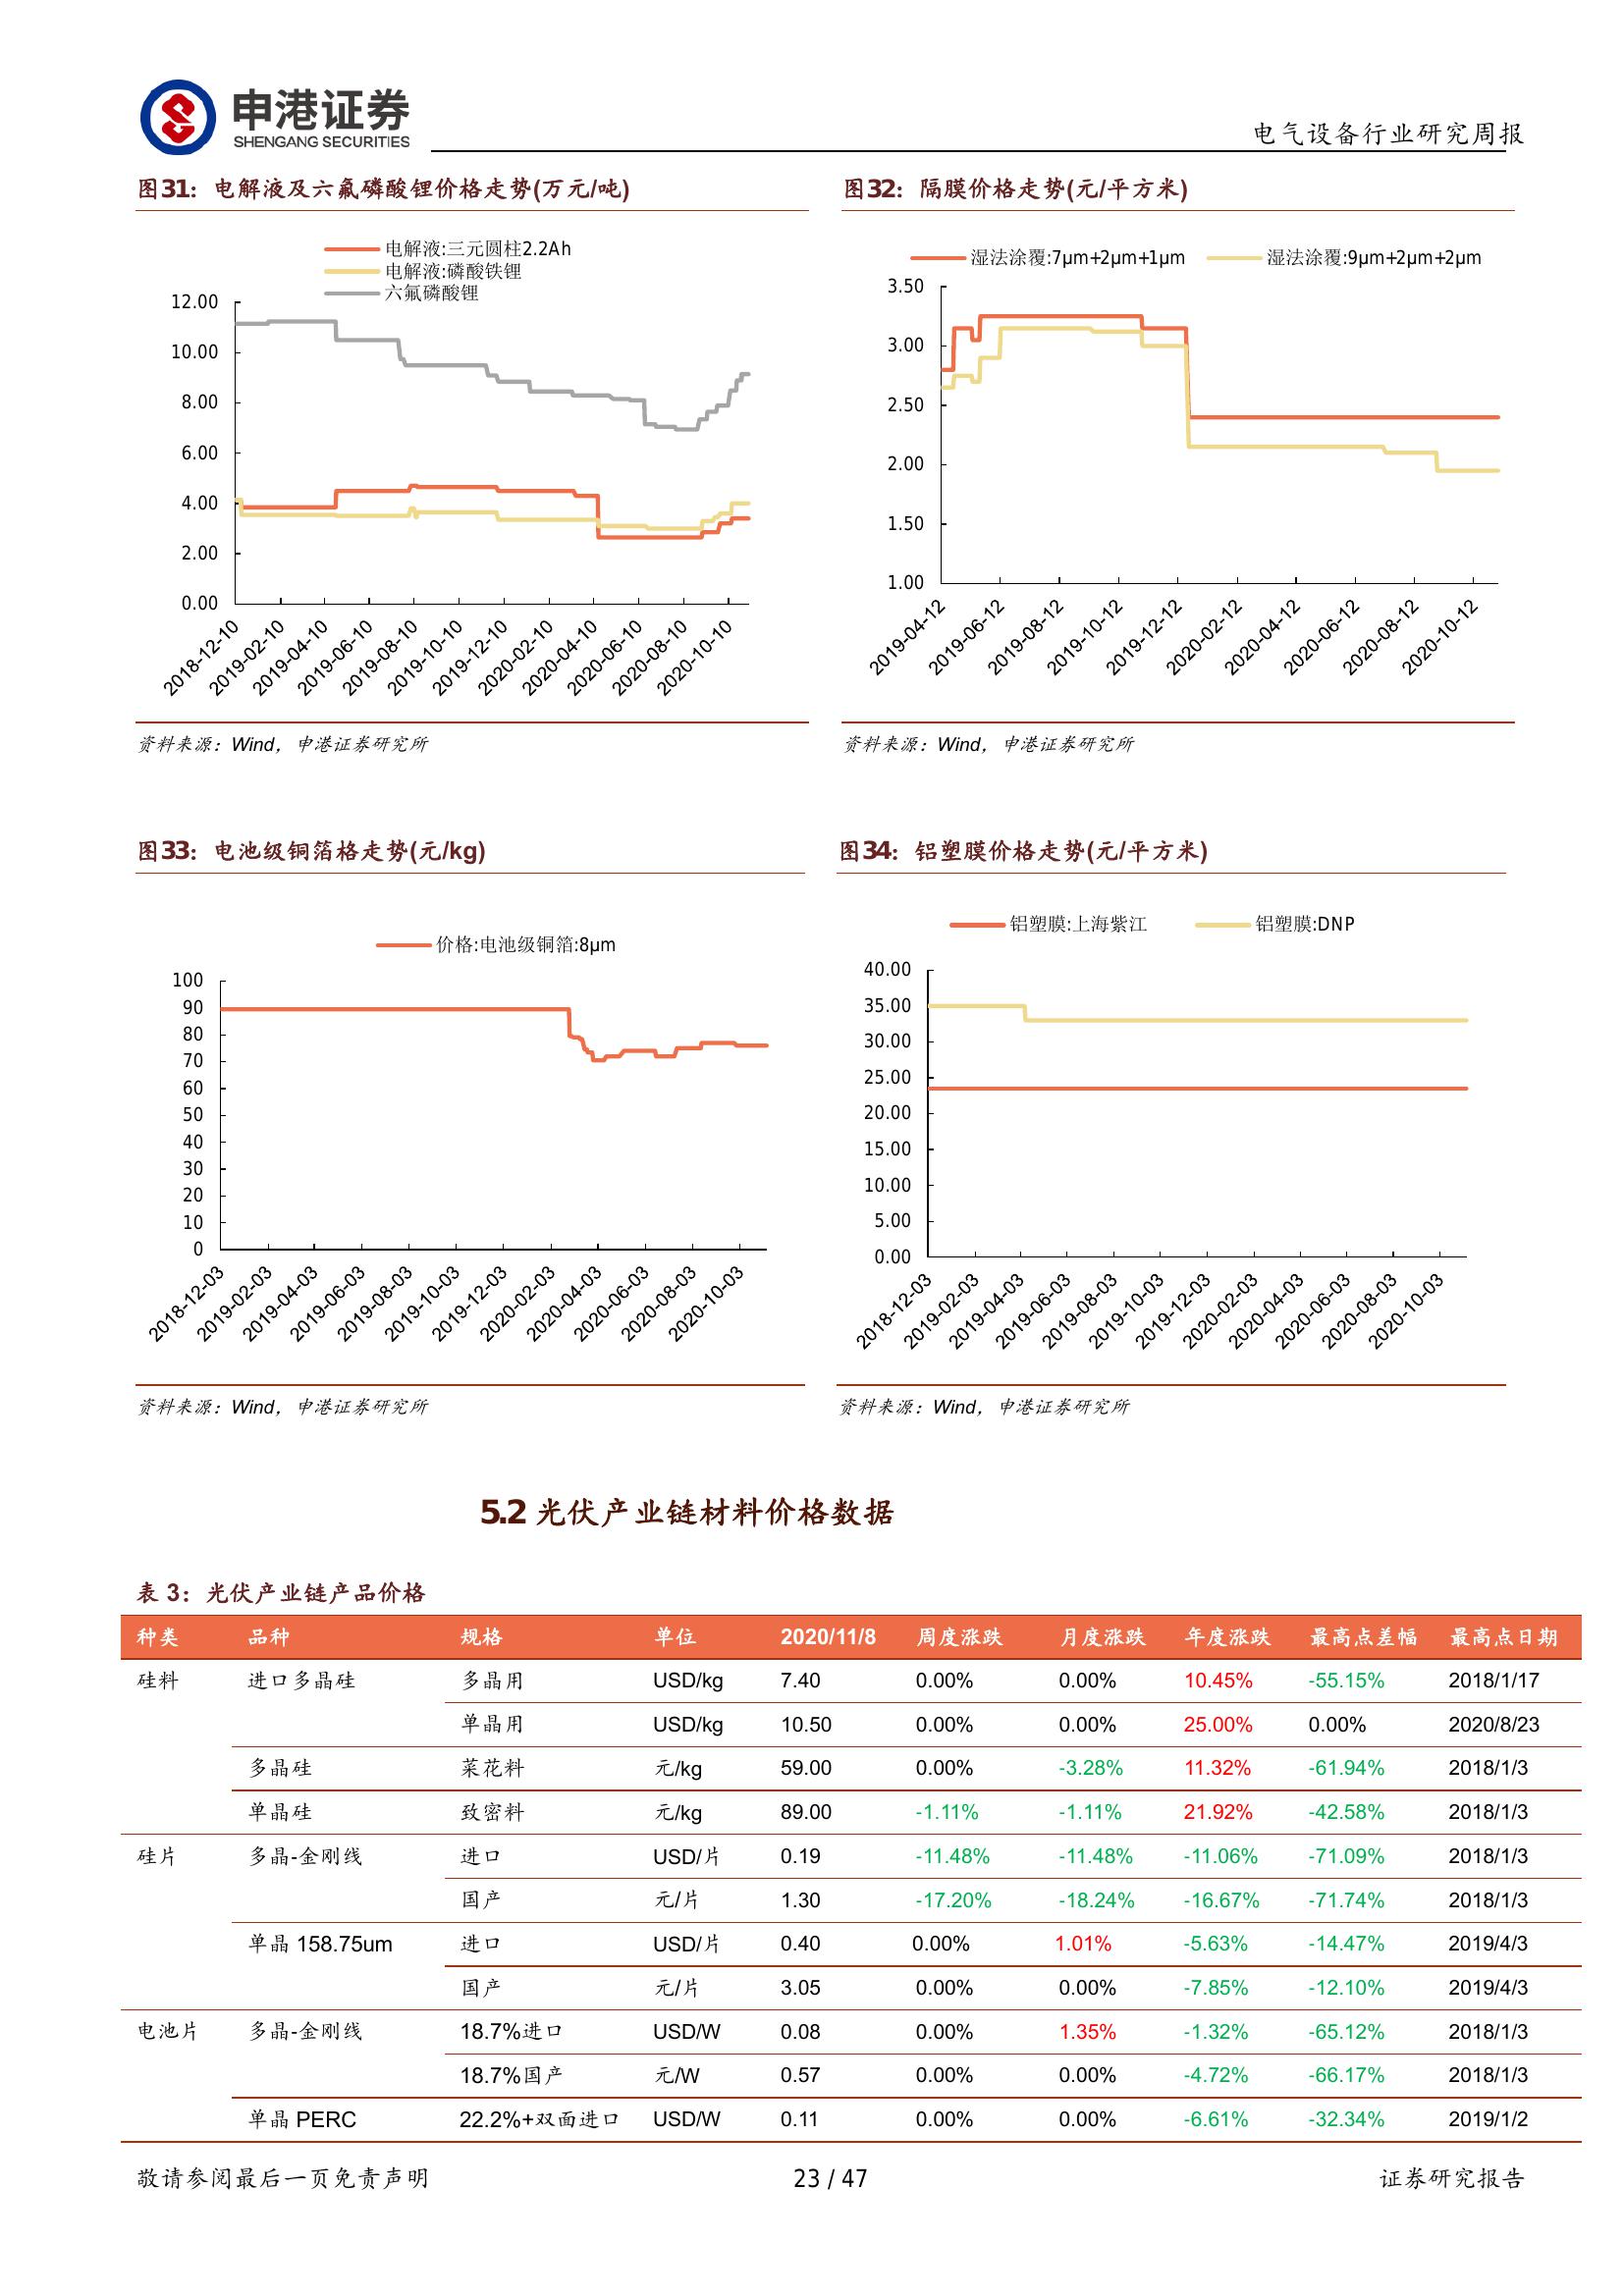 申港证券
SHENGANG SECURITIES
电气设备行业研究周报
图31：电解液及六氟磷酸锂价格走势(万元/吨)
电解液:三元圆柱2.2Ah
电解液:磷酸铁锂
六氟磷酸锂
12.00
10.00
8.00
6.00
4.00
2.00
0.00
2018-12-10
2019-02-10
2019-04-10
2019-06-10
2019-08-10
2019-10-10
2019-12-10
2020-02-10
2020-04-10
2020-06-10
2020-08-10
2020-10-10
资料来源：Wind，申港证券研究所
图32：隔膜价格走势(元/平方米)
湿法涂覆:7μm+2μm+1μm 湿法涂覆:9μm+2μm+2μm
3.50
3.00
2.50
2.00
1.50
1.00
2019-04-12
2019-06-12
2019-08-12
2019-10-12
2019-12-12
2020-02-12
2020-04-12
2020-06-12
2020-08-12
2020-10-12
资料来源：Wind，申港证券研究所
图33：电池级铜箔格走势(元/kg)
价格:电池级铜箔:8μm
100
90
80
70
60
50
40
30
20
10
0
2018-12-03
2019-02-03
2019-04-03
2019-06-03
2019-08-03
2019-10-03
2019-12-03
2020-02-03
2020-04-03
2020-06-03
2020-08-03
2020-10-03
资料来源：Wind，申港证券研究所
图34：铝塑膜价格走势(元/平方米)
铝塑膜:上海紫江 铝塑膜:DNP
40.00
35.00
30.00
25.00
20.00
15.00
10.00
5.00
0.00
2018-12-03
2019-02-03
2019-04-03
2019-06-03
2019-08-03
2019-10-03
2019-12-03
2020-02-03
2020-04-03
2020-06-03
2020-08-03
2020-10-03
资料来源：Wind，申港证券研究所
5.2 光伏产业链材料价格数据
表 3：光伏产业链产品价格
种类 品种 规格 单位 2020/11/8 周度涨跌 月度涨跌 年度涨跌 最高点差幅 最高点日期
硅料 进口多晶硅 多晶用 USD/kg 7.40 0.00% 0.00% 10.45% -55.15% 2018/1/17
单晶用 USD/kg 10.50 0.00% 0.00% 25.00% 0.00% 2020/8/23
多晶硅 菜花料 元/kg 59.00 0.00% -3.28% 11.32% -61.94% 2018/1/3
单晶硅 致密料 元/kg 89.00 -1.11% -1.11% 21.92% -42.58% 2018/1/3
硅片 多晶-金刚线 进口 USD/片 0.19 -11.48% -11.48% -11.06% -71.09% 2018/1/3
国产 元/片 1.30 -17.20% -18.24% -16.67% -71.74% 2018/1/3
单晶 158.75um 进口 USD/片 0.40 0.00% 1.01% -5.63% -14.47% 2019/4/3
国产 元/片 3.05 0.00% 0.00% -7.85% -12.10% 2019/4/3
电池片 多晶-金刚线 18.7%进口 USD/W 0.08 0.00% 1.35% -1.32% -65.12% 2018/1/3
18.7%国产 元/W 0.57 0.00% 0.00% -4.72% -66.17% 2018/1/3
单晶 PERC 22.2%+双面进口 USD/W 0.11 0.00% 0.00% -6.61% -32.34% 2019/1/2
敬请参阅最后一页免责声明 23 / 47 证券研究报告